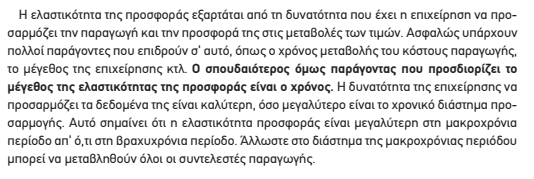 Η ελαστικότητα της προσφοράς εξαρτάται από τη δυνατότητα που έχει η επιχείρηση να προ-
σαρμόζει την παραγωγή και την προσφορά της στις μεταβολές των τιμών. Ασφαλώς υπάρχουν
πολλοί παράγοντες που επιδρούν σ' αυτό, όπως ο χρόνος μεταβολής του κόστους παραγωγής,
το μέγεθος της επιχείρησης κτλ. Ο σπουδαιότερος όμως παράγοντας που προσδιορίζει το
μέγεθος της ελαστικότητας της προσφοράς είναι ο χρόνος. Η δυνατότητα της επιχείρησης να
προσαρμόζει τα δεδομένα της είναι καλύτερη, όσο μεγαλύτερο είναι το χρονικό διάστημα προ-
σαρμογής. Αυτό σημαίνει ότι η ελαστικότητα προσφοράς είναι μεγαλύτερη στη μακροχρόνια
περίοδο απ' ό,τι στη βραχυχρόνια περίοδο. Άλλωστε στο διάστημα της μακροχρόνιας περιόδου
μπορεί να μεταβληθούν όλοι οι συντελεστές παραγωγής.